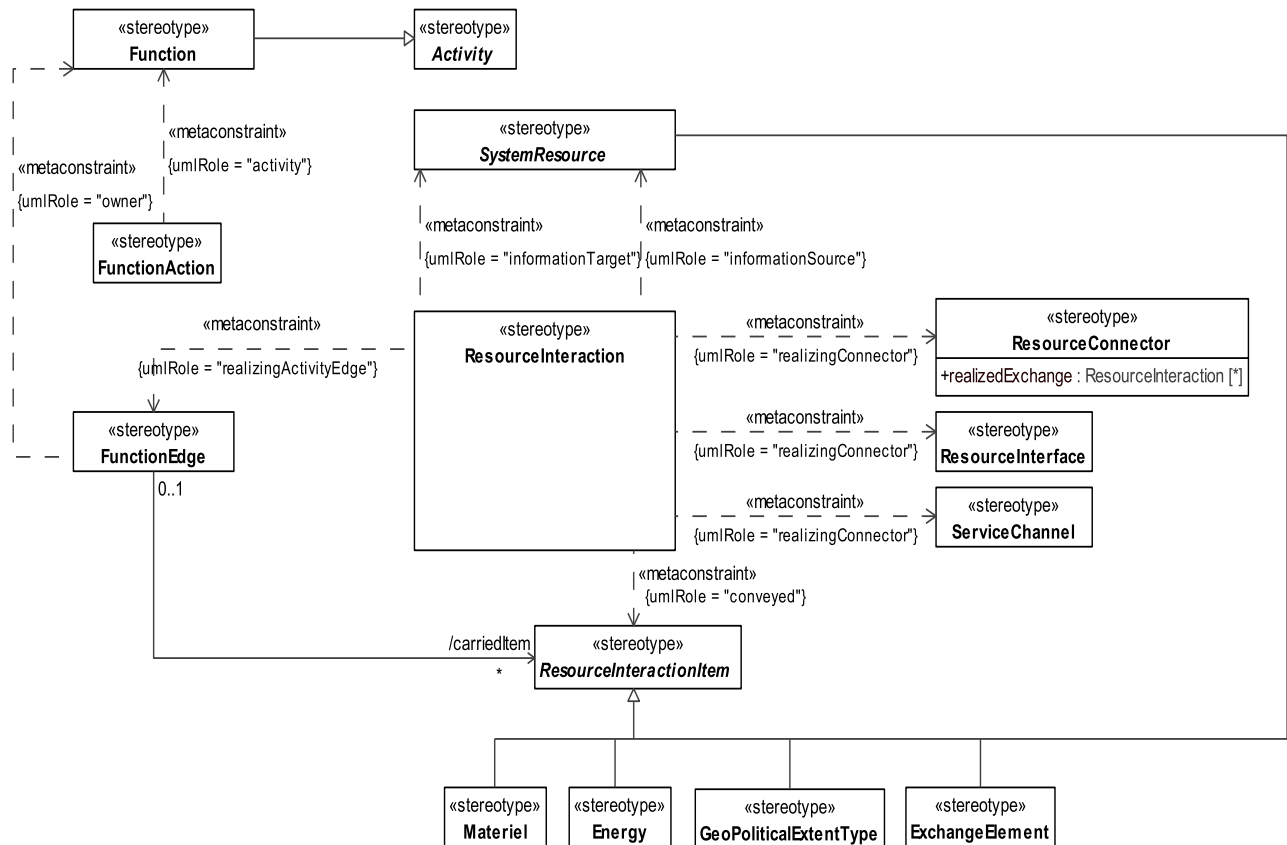 «stereotype»
Function
«stereotype»
Activity
«metaconstraint»
{umlRole = "activity"}
«stereotype»
SystemResource
«metaconstraint»
{umlRole = "owner"}
«stereotype»
FunctionAction
«metaconstraint»
{umlRole = "informationTarget"}
«metaconstraint»
{umlRole = "informationSource"}
«metaconstraint»
{umlRole = "realizingActivityEdge"}
«stereotype»
ResourceInteraction
«metaconstraint»
{umlRole = "realizingConnector"}
«stereotype»
ResourceConnector
+realizedExchange : ResourceInteraction [*]
«stereotype»
FunctionEdge
0..1
«metaconstraint»
{umlRole = "realizingConnector"}
«stereotype»
ResourceInterface
«metaconstraint»
{umlRole = "realizingConnector"}
«stereotype»
ServiceChannel
«metaconstraint»
{umlRole = "conveyed"}
/carriedItem
*
«stereotype»
ResourceInteractionItem
«stereotype»
Materiel
«stereotype»
Energy
«stereotype»
GeoPoliticalExtentType
«stereotype»
ExchangeElement